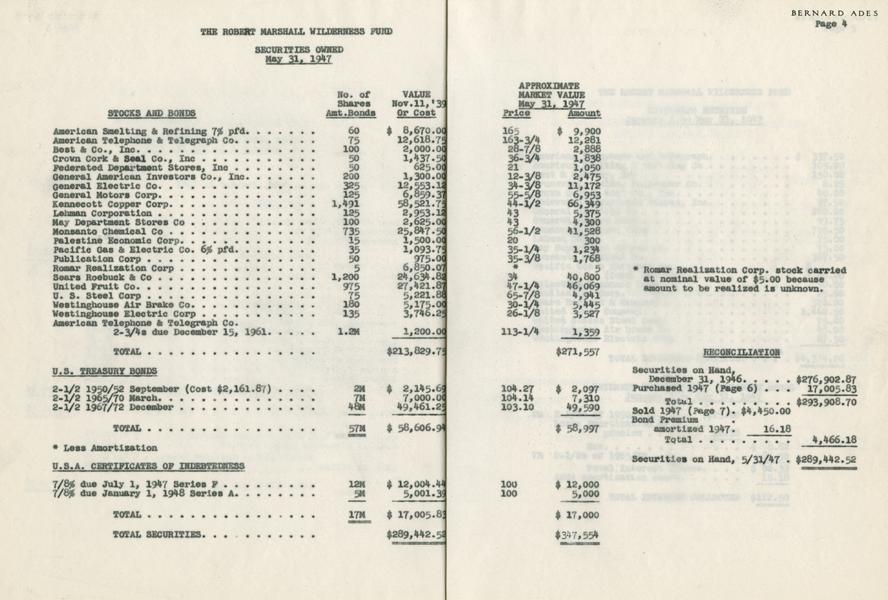 BERNARD ADES
Page 4
THE ROBERT MARSHALL WILDERNESS FUND
SECURITIES OWNED
May 31, 1947
No. of Shares Amt.Bonds VALUE Nov.11,'39 Or Cost APPROXIMATE MARKET VALUE May 31, 1947
STOCKS AND BONDS Price Amount
American Smelting & Refining 7% pfd. . . . . . . . 60 $ 8,670.00 165 $ 9,900
American Telephone & Telegraph Co. . . . . . . . . 75 12,618.75 163-3/4 12,281
Best & Co., Inc. . . . . . . . . 100 2,000.00 28-7/8 2,888
Crown Cork & Seal Co., Inc . . . . . . . . 50 1,437.50 36-3/4 1,838
Federated Department Stores, Inc . . . . . . . 50 625.00 21 1,050
General American Investors Co., Inc. . . . . . . . 200 1,300.00 12-3/8 2,475
general Electric Co. . . . . . . . . 325 12,553.12 34-3/8 11,172
General Motors Corp. . . . . . . . . 125 6,859.37 55-5/8 6,953
Kennecott Copper Corp. . . . . . . . . 1,491 58,521.75 44-1/2 66,349
Lehman Corporation . . . . . . . . 125 2,953.12 43 5,375
May Department Stores Co . . . . . . . . 100 2,625.00 43 4,300
Monsanto Chemical Co . . . . . . . . 735 25,847.50 56-1/2 41,528
Palestine Economic Corp. . . . . . . . . 15 1,500.00 20 300
Pacific Gas & Electric Co. 6% pfd. . . . . . . . 35 1,093.75 35-1/4 1,234
Publication Corp . . . . . . . . 50 975.00 35-3/8 1,768
Romar Realization Corp . . . . . . . . 5 6,850.07 * 5
Sears Roebuck & Co . . . . . . . . 1,200 24,634.82 34 40,800
United Fruit Co. . . . . . . . . 975 27,421.87 47-1/4 46,069
U. S. Steel Corp . . . . . . . . 75 5,221.88 65-7/8 4,941
Westinghouse Air Brake Co. . . . . . . . . 180 5,175.00 30-1/4 5,445
Westinghouse Electric Corp . . . . . . . . 135 3,746.25 26-1/8 3,527
American Telephone & Telegraph Co.
2-3/4s due December 15, 1961. . . . . 1.2M 1,200.00 113-1/4 1,359
TOTAL . . . . . . . . $213,829.75 $271,557
* Romar Realization Corp. stock carried
at nominal value of $5.00 because
amount to be realized is unknovn.
U.S. TREASURY BONDS
2-1/2 1950/52 September (Cost $2,161.87) . . . . 2M $ 2,145.69 104.27 $ 2,097
2-1/2 1965/70 March. . . . . . . . 7M 7,000.00 104.14 7,310
2-1/2 1967/72 December . . . . . . . . 48M 49,461.25 103.10 49,590
TOTAL . . . . . . . . 57M $ 58,606.94 $ 58,997
* Less Amortization
U.S.A. CERTIFICATES OF INDEBTEDNESS
7/8% due July 1, 1947 Series F . . . . . . . . 12M $ 12,004.44 100 $ 12,000
7/8% due January 1, 1948 Series A. . . . . . . . 5M 5,001.39 100 5,000
TOTAL . . . . . . . . 17M $ 17,005.83 $ 17,000
TOTAL SECURITIES. . . . . . . . $289,442.52 $347,554
RECONCILIATION
Securities on Hand,
December 31, 1946. . . . . $276,902.87
Purchased 1947 (Page 6) . . . . 17,005.83
Total . . . . . . . . $293,908.70
Sold 1947 (Page 7). $4,450.00
Bond Premium .
amortized 1947. 16.18
Total . . . . . . . . 4,466.18
Securities on Hand, 5/31/47 . $289,442.52